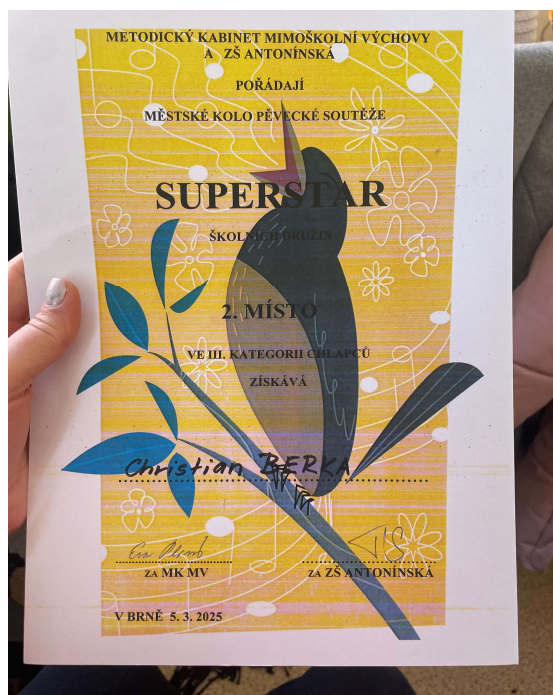 METODICKÝ KABINET MIMOŠKOLNÍ VÝCHOVY
A ZŠ ANTONÍNSKÁ
POŘÁDAJÍ
MĚSTSKÉ KOLO PĚVECKÉ SOUTĚŽE
SUPERSTAR
ŠKOLNÍCH DRUŽIN
2. MÍSTO
VE III. KATEGORII CHLAPCŮ
ZÍSKÁVÁ
Christian BERKA
ZA MK MV ZA ZŠ ANTONÍNSKÁ
V BRNĚ 5. 3. 2025